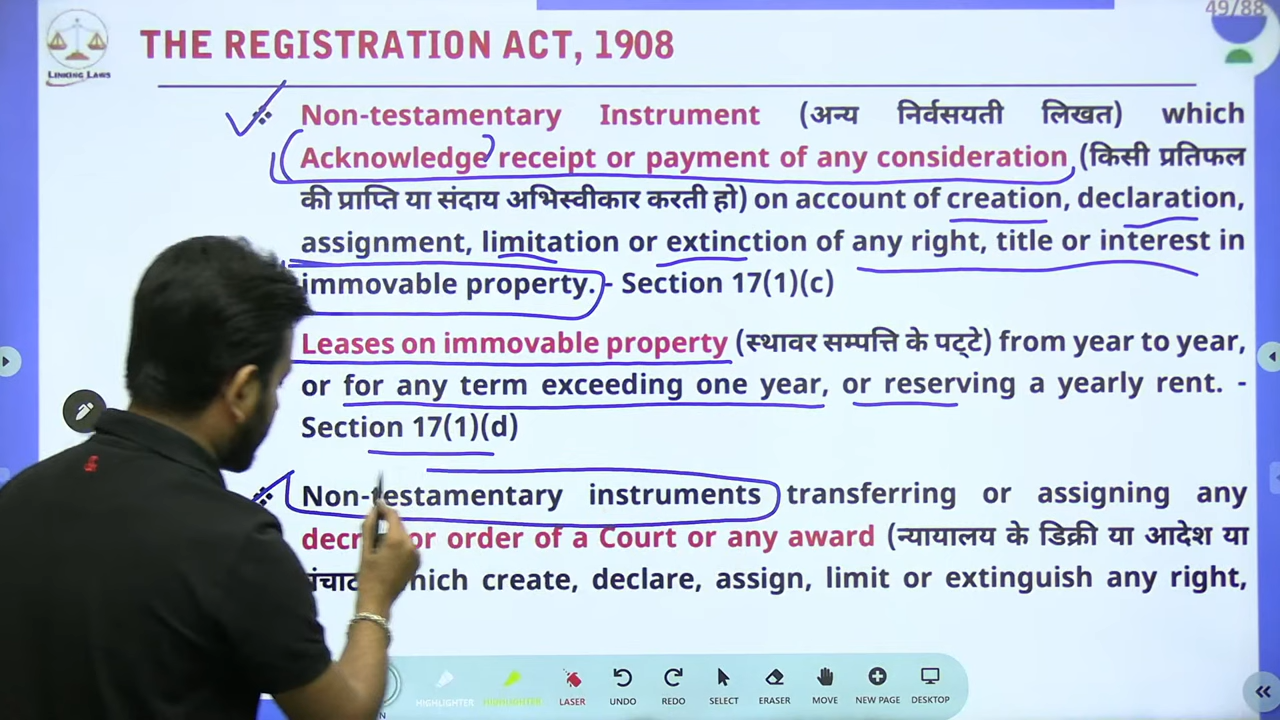 49/88
LINKING LAWS
THE REGISTRATION ACT, 1908
Non-testamentary Instrument (अन्य निर्वसयती लिखत) which
Acknowledge receipt or payment of any consideration (किसी प्रतिफल
की प्राप्ति या संदाय अभिस्वीकार करती हो) on account of creation, declaration,
assignment, limitation or extinction of any right, title or interest in
immovable property. - Section 17(1)(c)
Leases on immovable property (स्थावर सम्पत्ति के पट्टे) from year to year,
or for any term exceeding one year, or reserving a yearly rent. -
Section 17(1)(d)
Non-testamentary instruments transferring or assigning any
order of a Court or any award (न्यायालय के डिक्री या आदेश या
create, declare, assign, limit or extinguish any right,
HIGHLIGHTER HIGHLIGHTER LASER UNDO REDO SELECT ERASER MOVE NEW PAGE DESKTOP